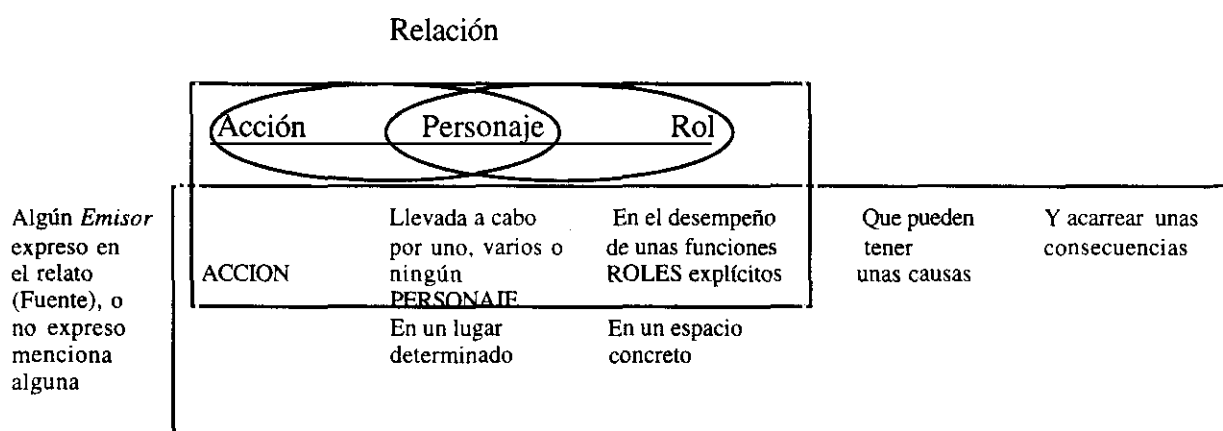 Relación
Acción Personaje Rol
Algún Emisor
expreso en
el relato
(Fuente), o
no expreso
menciona
alguna
ACCION
Llevada a cabo
por uno, varios o
ningún
PERSONAJE
En un lugar
determinado
En el desempeño
de unas funciones
ROLES explícitos
En un espacio
concreto
Que pueden
tener
unas causas
Y acarrear unas
consecuencias